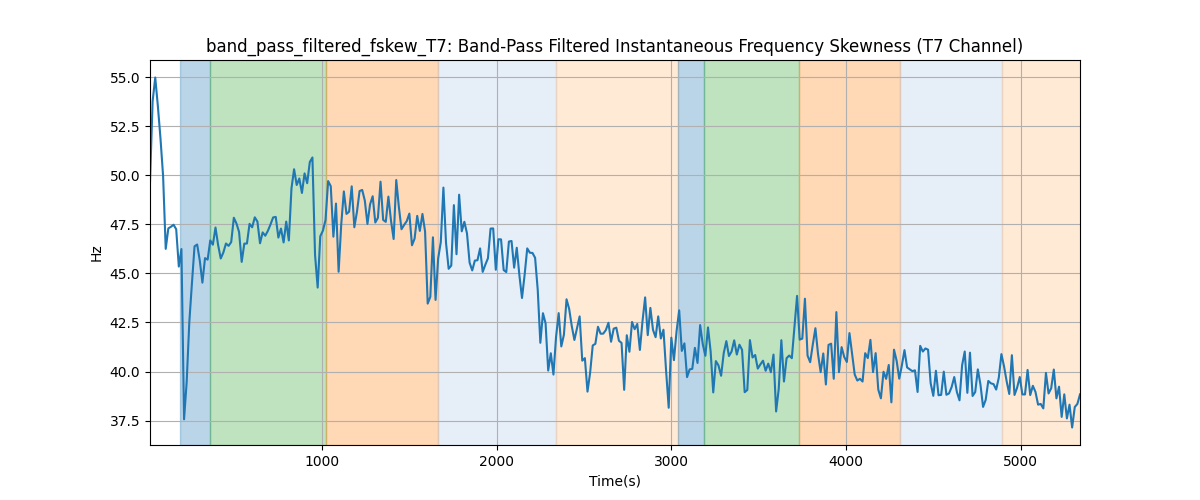 band_pass_filtered_fskew_T7: Band-Pass Filtered Instantaneous Frequency Skewness (T7 Channel)
55.0
52.5
50.0
47.5
45.0
42.5
40.0
37.5
Hz
1000 2000 3000 4000 5000
Time(s)